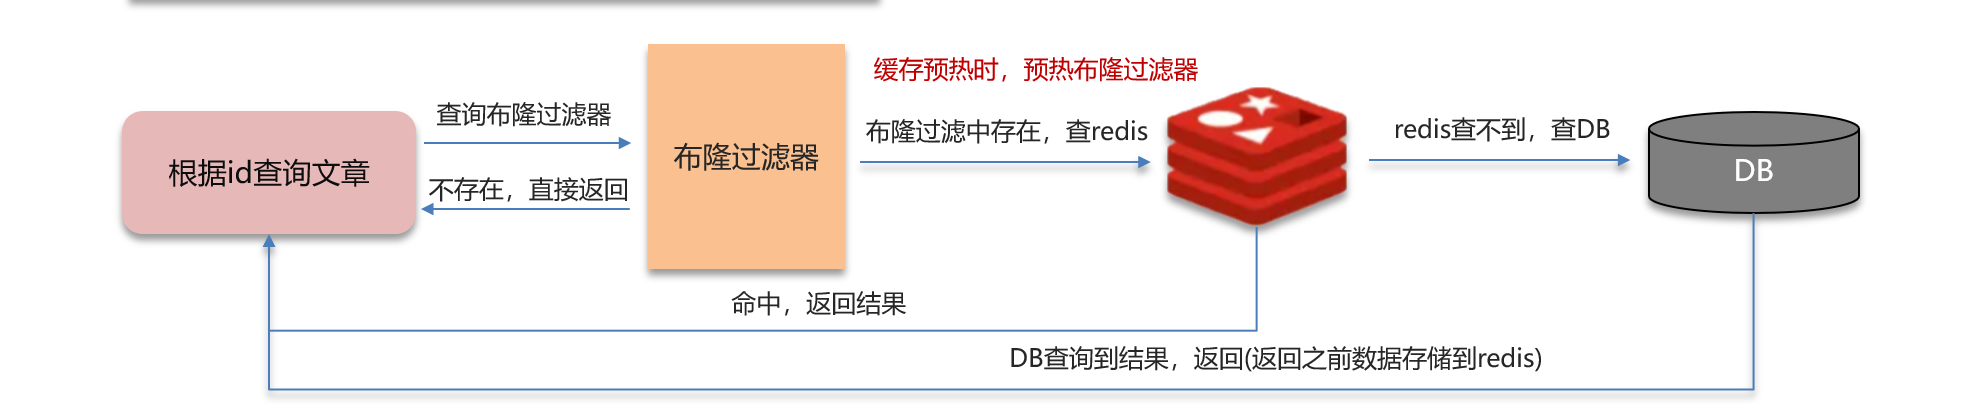 缓存预热时，预热布隆过滤器
查询布隆过滤器
布隆过滤中存在，查redis
redis查不到，查DB
根据id查询文章
布隆过滤器
DB
不存在，直接返回
命中，返回结果
DB查询到结果，返回(返回之前数据存储到redis)